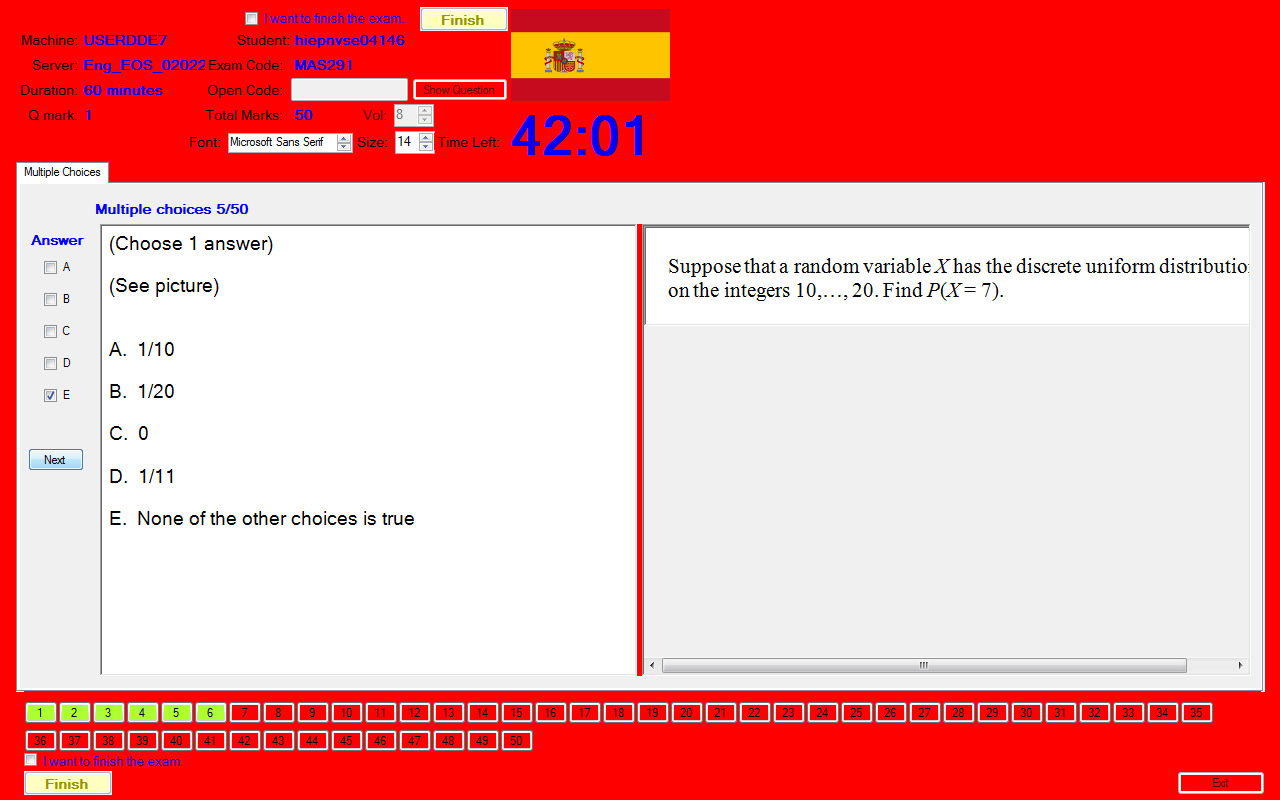 I want to finish the exam.
Finish
Machine: USERDDE7
Student: hiepnvse04146
Server: Eng_EOS_02022
Exam Code: MAS291
Duration: 60 minutes
Open Code:
Show Question
Q mark: 1
Total Marks: 50
Vol: 8
Font: Microsoft Sans Serif
Size: 14
Time Left: 42:01
Multiple Choices
Multiple choices 5/50
Answer
A
B
C
D
E
Next
(Choose 1 answer)
(See picture)
A. 1/10
B. 1/20
C. 0
D. 1/11
E. None of the other choices is true
Suppose that a random variable X has the discrete uniform distributio
on the integers 10,…, 20. Find P(X = 7).
1 2 3 4 5 6 7 8 9 10 11 12 13 14 15 16 17 18 19 20 21 22 23 24 25 26 27 28 29 30 31 32 33 34 35
36 37 38 39 40 41 42 43 44 45 46 47 48 49 50
I want to finish the exam.
Finish
Exit